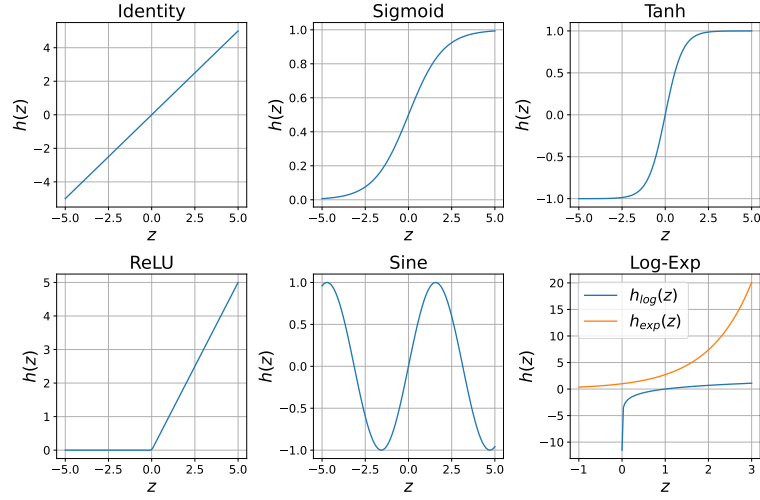 Identity
4
2
0
−2
−4
h(z)
−5.0 −2.5 0.0 2.5 5.0
z
Sigmoid
1.0
0.8
0.6
0.4
0.2
0.0
h(z)
−5.0 −2.5 0.0 2.5 5.0
z
Tanh
1.0
0.5
0.0
−0.5
−1.0
h(z)
−5.0 −2.5 0.0 2.5 5.0
z
ReLU
5
4
3
2
1
0
h(z)
−5.0 −2.5 0.0 2.5 5.0
z
Sine
1.0
0.5
0.0
−0.5
−1.0
h(z)
−5.0 −2.5 0.0 2.5 5.0
z
Log-Exp
20
15
10
5
0
−5
−10
h(z)
h_log(z)
h_exp(z)
−1 0 1 2 3
z